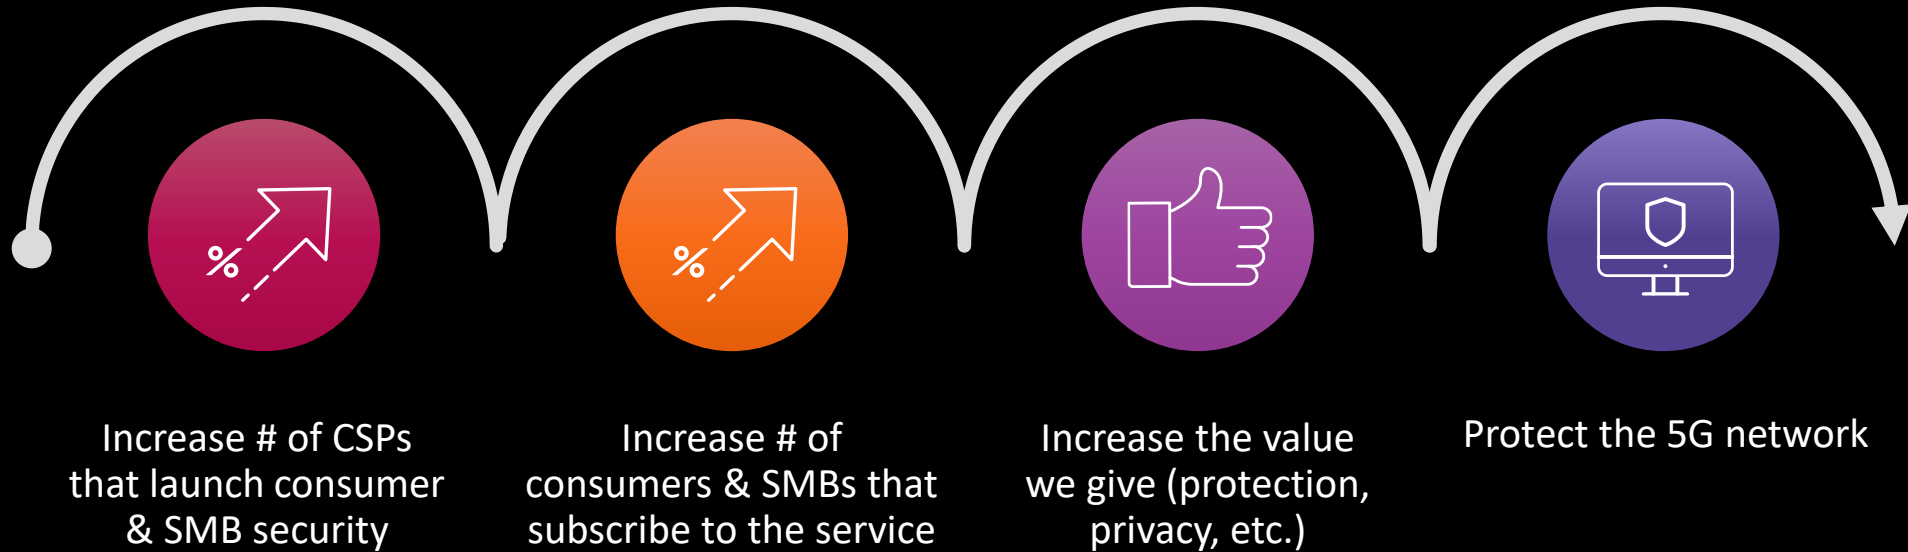 %
%
Increase # of CSPs
that launch consumer
& SMB security
Increase # of
consumers & SMBs that
subscribe to the service
Increase the value
we give (protection,
privacy, etc.)
Protect the 5G network